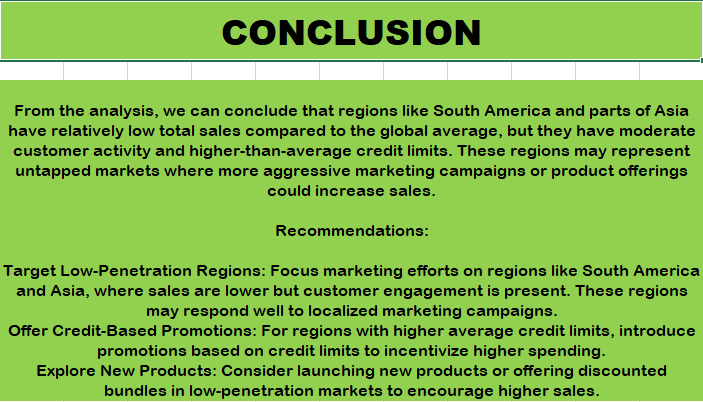 CONCLUSION
From the analysis, we can conclude that regions like South America and parts of Asia
have relatively low total sales compared to the global average, but they have moderate
customer activity and higher-than-average credit limits. These regions may represent
untapped markets where more aggressive marketing campaigns or product offerings
could increase sales.
Recommendations:
Target Low-Penetration Regions: Focus marketing efforts on regions like South America
and Asia, where sales are lower but customer engagement is present. These regions
may respond well to localized marketing campaigns.
Offer Credit-Based Promotions: For regions with higher average credit limits, introduce
promotions based on credit limits to incentivize higher spending.
Explore New Products: Consider launching new products or offering discounted
bundles in low-penetration markets to encourage higher sales.